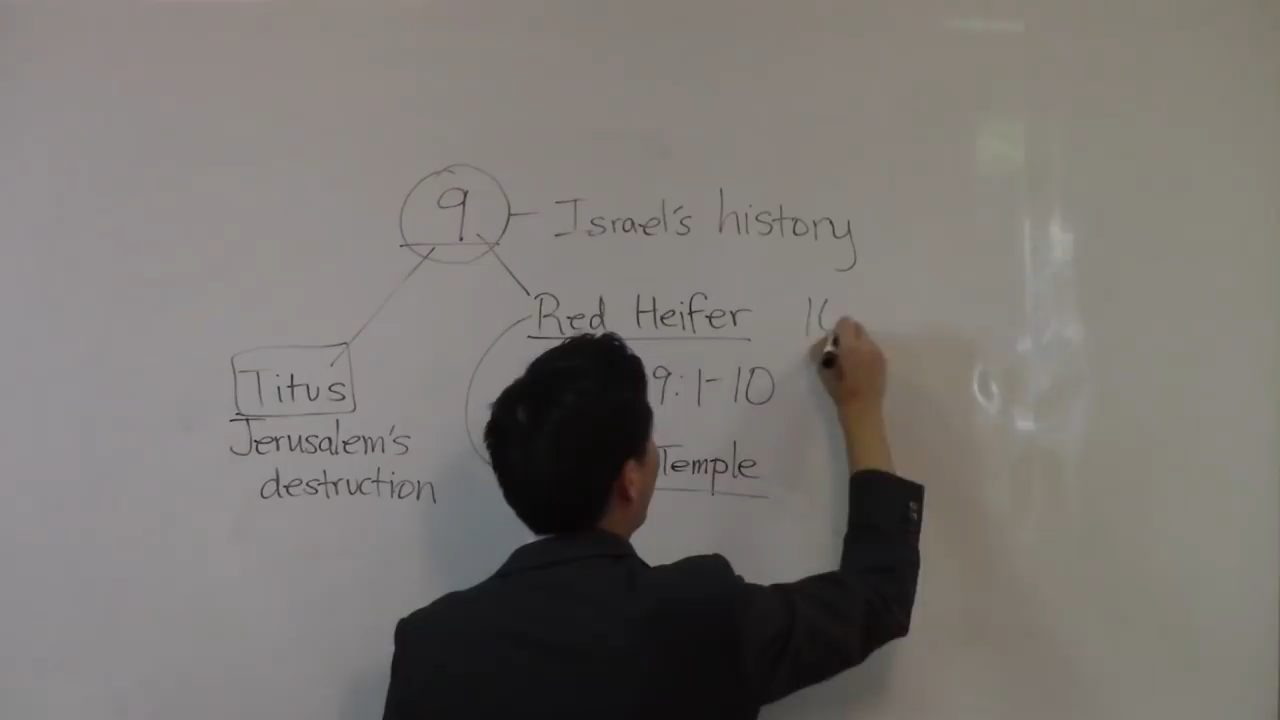 9 - Israel's history
Red Heifer
9:1-10
Temple
Titus
Jerusalem's
destruction